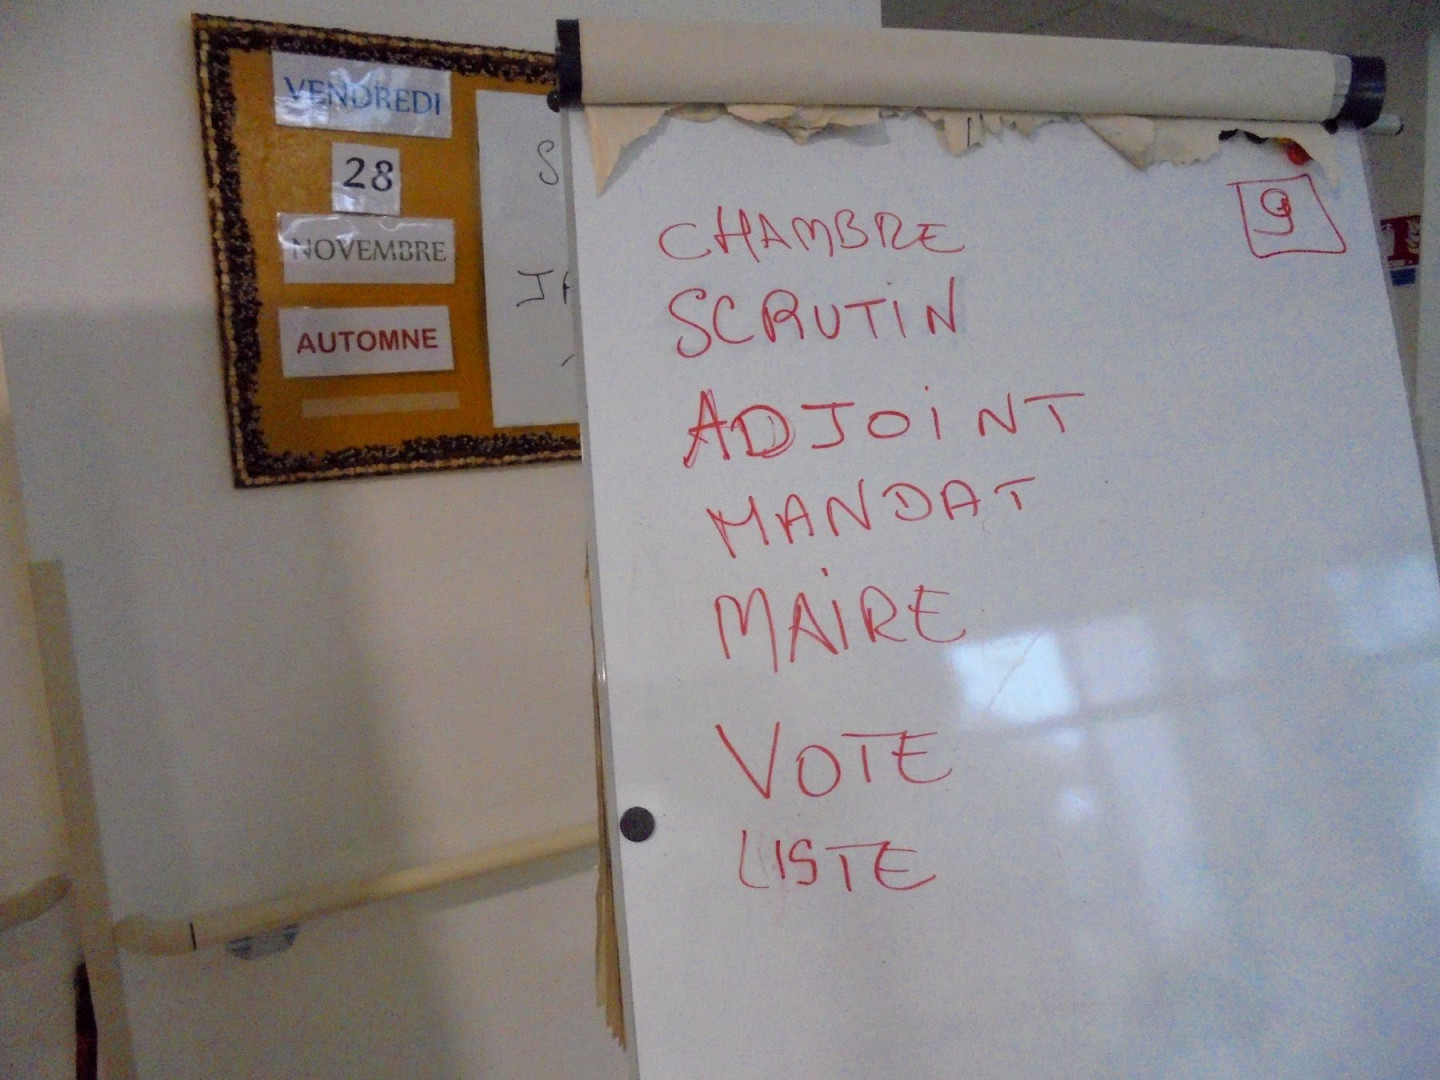 VENDREDI
28
NOVEMBRE
AUTOMNE
9
CHAMBRE
SCRUTIN
ADJOINT
MANDAT
MAIRE
VOTE
LISTE